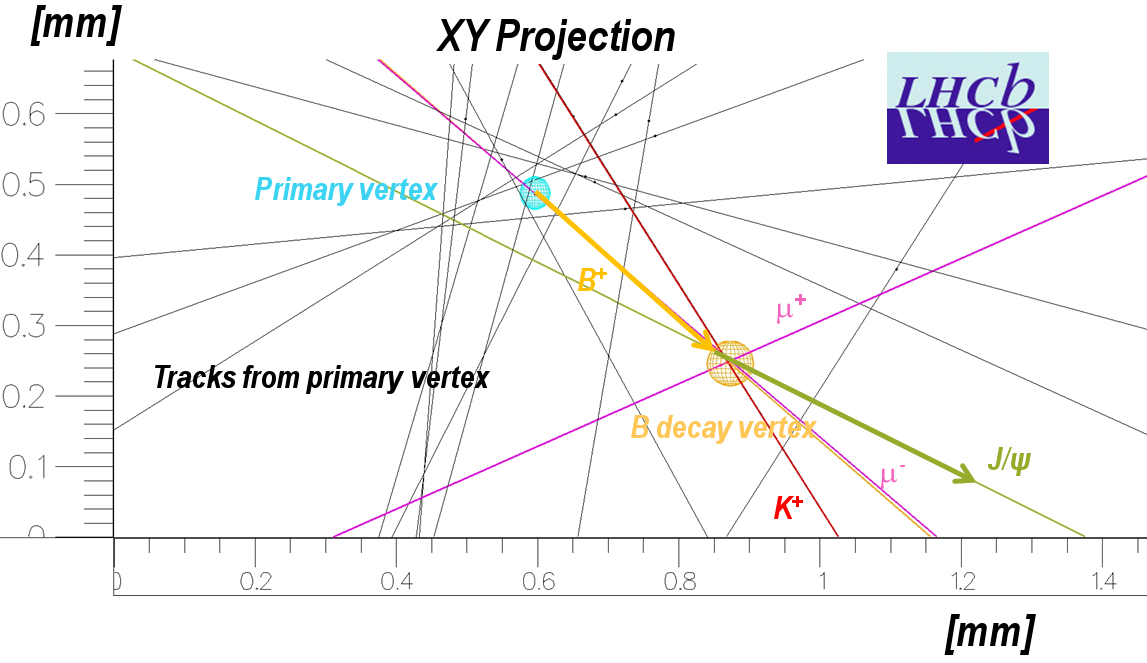 [mm]
XY Projection
LHCb
LHCb
0.6
0.5
0.4
0.3
0.2
0.1
0
Primary vertex
B+
μ+
Tracks from primary vertex
B decay vertex
μ-
J/ψ
K+
0
0.2
0.4
0.6
0.8
1
1.2
1.4
[mm]